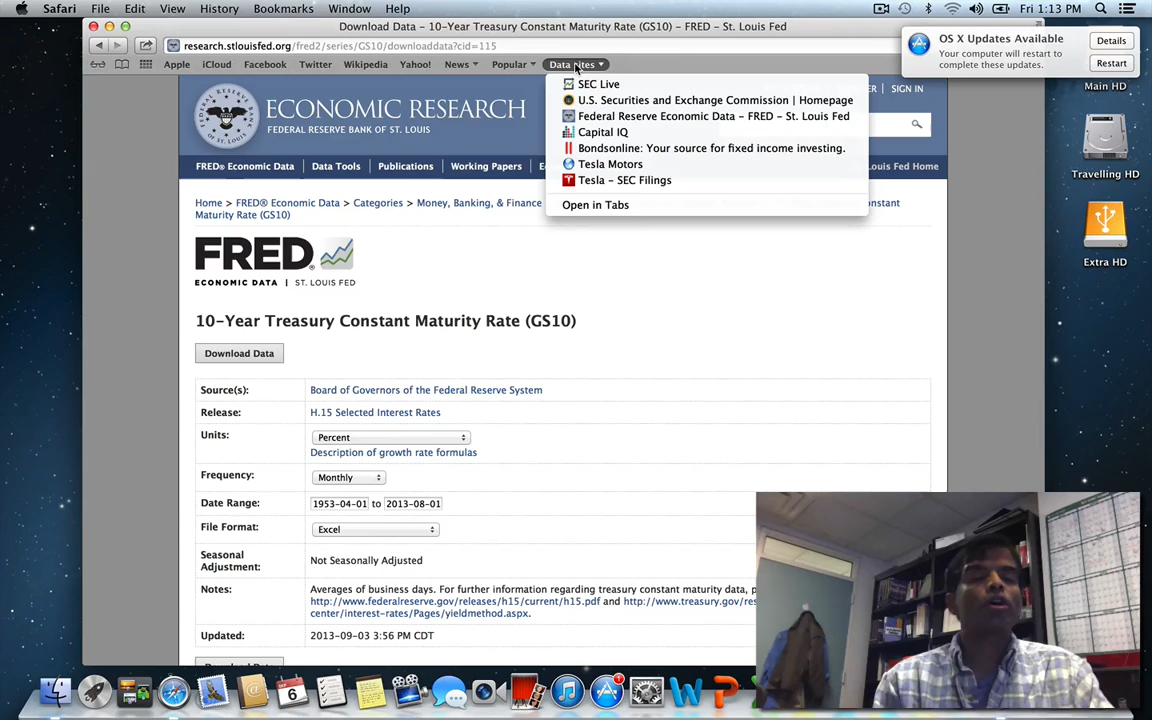 Safari File Edit View History Bookmarks Window Help Fri 1:13 PM
Download Data – 10-Year Treasury Constant Maturity Rate (GS10) – FRED – St. Louis Fed
research.stlouisfed.org/fred2/series/GS10/downloaddata?cid=115
Apple iCloud Facebook Twitter Wikipedia Yahoo! News Popular
OS X Updates Available
Your computer will restart to
complete these updates.
Details
Restart
SEC Live
U.S. Securities and Exchange Commission | Homepage
Federal Reserve Economic Data – FRED – St. Louis Fed
Capital IQ
Bondsonline: Your source for fixed income investing.
Tesla Motors
Tesla – SEC Filings
Open in Tabs
Main HD
Travelling HD
Extra HD
SIGN IN
ECONOMIC RESEARCH
FEDERAL RESERVE BANK OF ST. LOUIS
FRED® Economic Data Data Tools Publications Working Papers Louis Fed Home
Home > FRED® Economic Data > Categories > Money, Banking, & Finance
Maturity Rate (GS10)
FRED®
ECONOMIC DATA | ST. LOUIS FED
10-Year Treasury Constant Maturity Rate (GS10)
Download Data
Source(s): Board of Governors of the Federal Reserve System
Release: H.15 Selected Interest Rates
Units: Percent
Description of growth rate formulas
Frequency: Monthly
Date Range: 1953-04-01 to 2013-08-01
File Format: Excel
Seasonal
Adjustment: Not Seasonally Adjusted
Notes: Averages of business days. For further information regarding treasury constant maturity data, p
http://www.federalreserve.gov/releases/h15/current/h15.pdf and http://www.treasury.gov/res
center/interest-rates/Pages/yieldmethod.aspx.
Updated: 2013-09-03 3:56 PM CDT
6
1